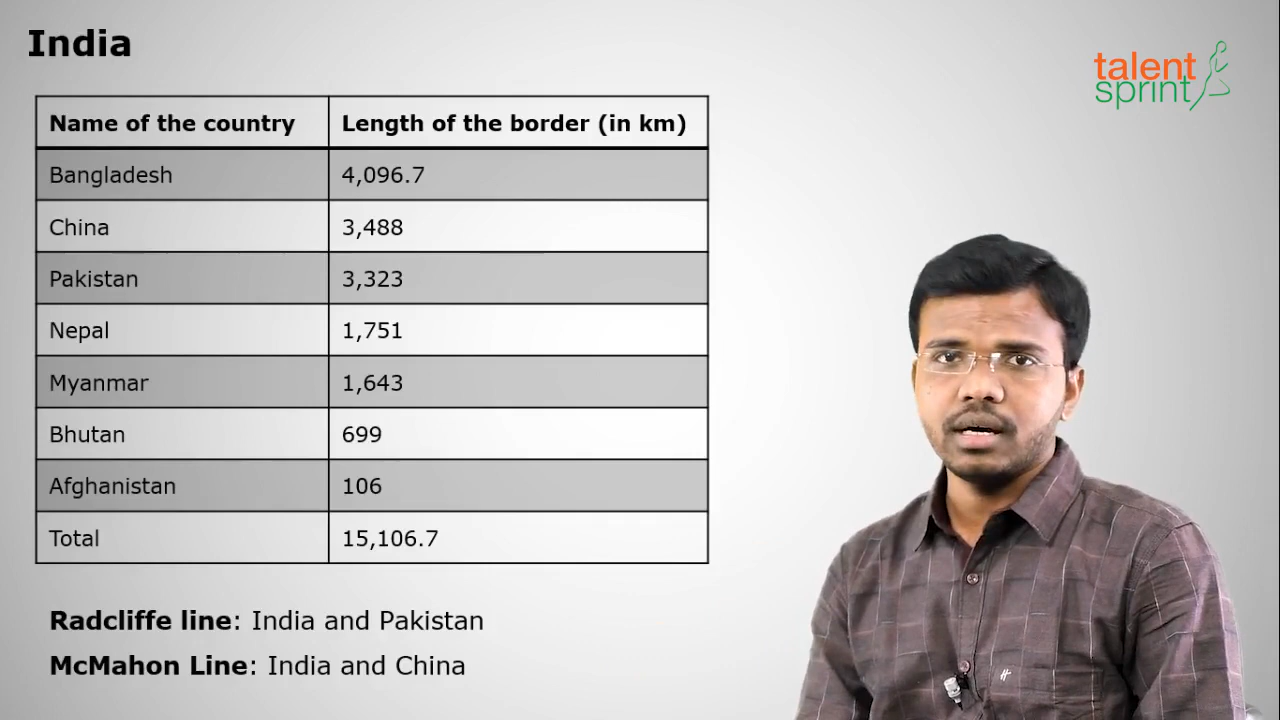 India
talent
sprint
Name of the country Length of the border (in km)
Bangladesh 4,096.7
China 3,488
Pakistan 3,323
Nepal 1,751
Myanmar 1,643
Bhutan 699
Afghanistan 106
Total 15,106.7
Radcliffe line: India and Pakistan
McMahon Line: India and China